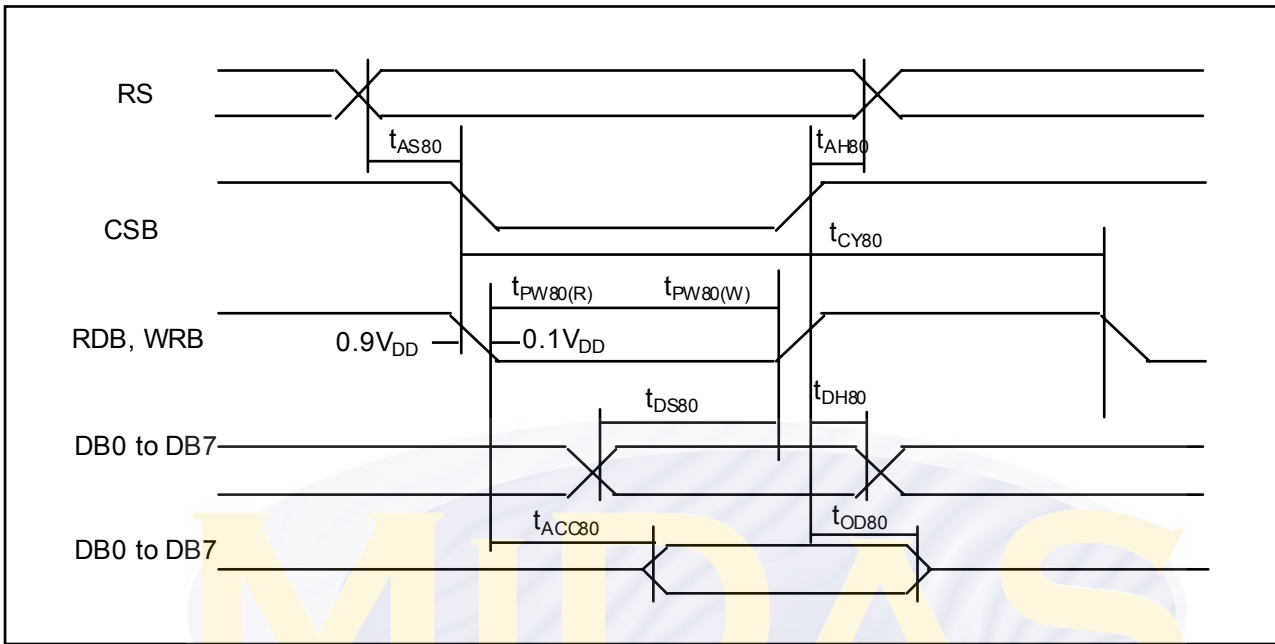 RS
tAS80
tAH80
CSB
tCY80
tPW80(R)
tPW80(W)
RDB, WRB
0.9VDD
0.1VDD
tDS80
tDH80
DB0 to DB7
tACC80
tOD80
DB0 to DB7
MIDAS